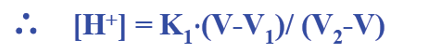 ∴ [H⁺] = K₁·(V-V₁)/ (V₂-V)